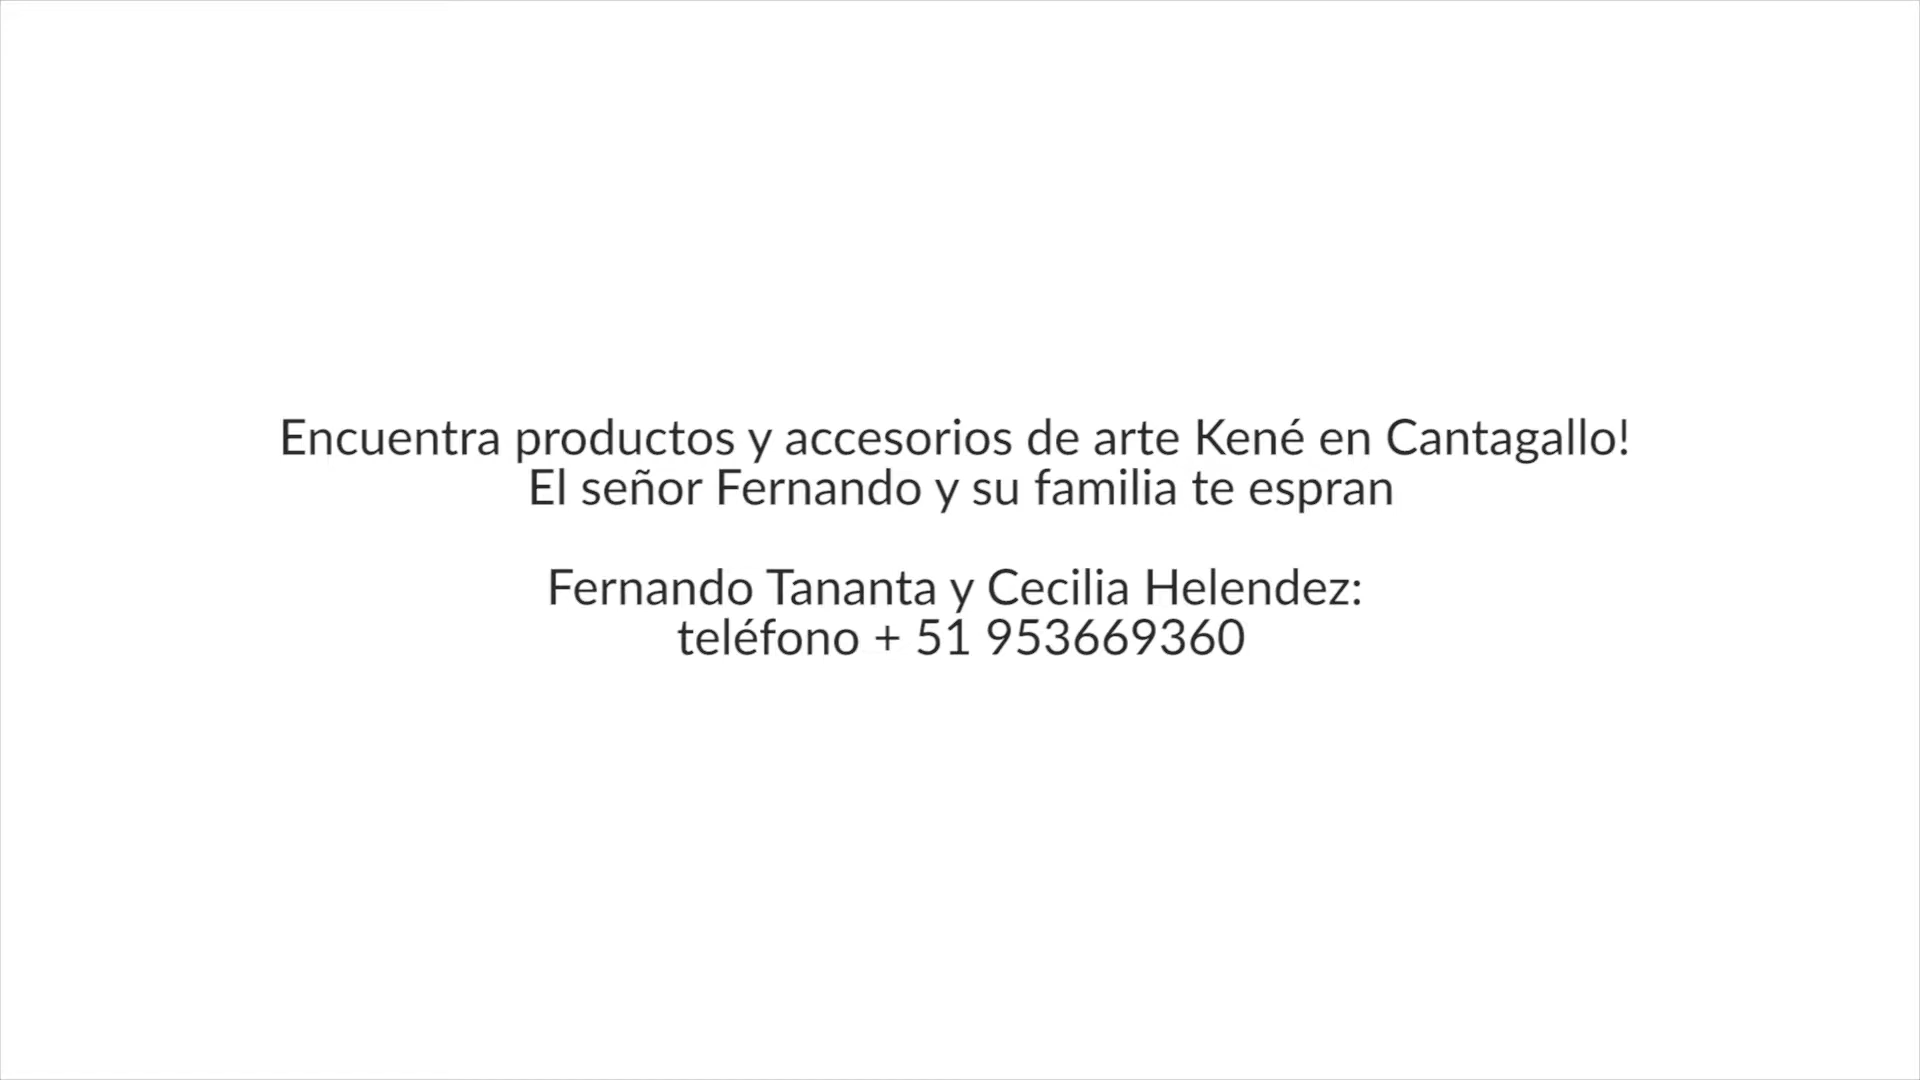 Encuentra productos y accesorios de arte Kené en Cantagallo!
El señor Fernando y su familia te espran
Fernando Tananta y Cecilia Helendez:
teléfono + 51 953669360